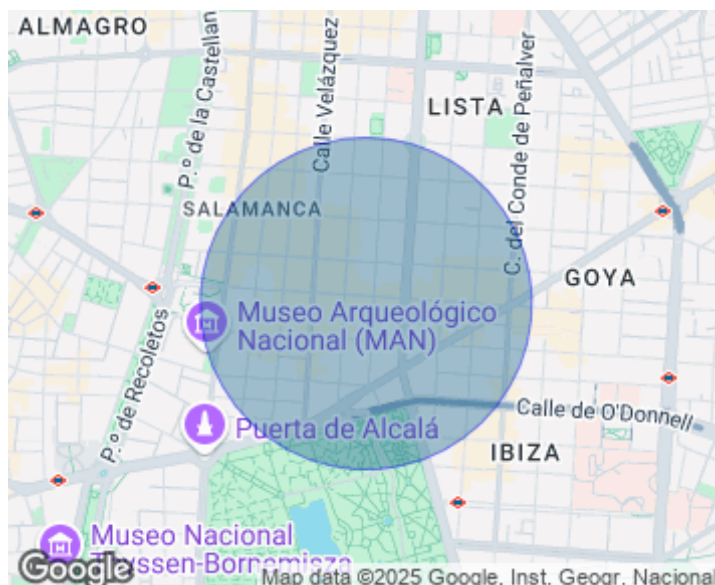 ALMAGRO
P.º de la Castellan
Calle Velázquez
LISTA
C. del Conde de Peñalver
SALAMANCA
GOYA
Museo Arqueológico
Nacional (MAN)
P.º de Recoletos
Puerta de Alcalá
Calle de O'Donnell
IBIZA
Museo Nacional
Thyssen-Bornemisza
Google
Map data ©2025 Google, Inst. Geogr. Nacional